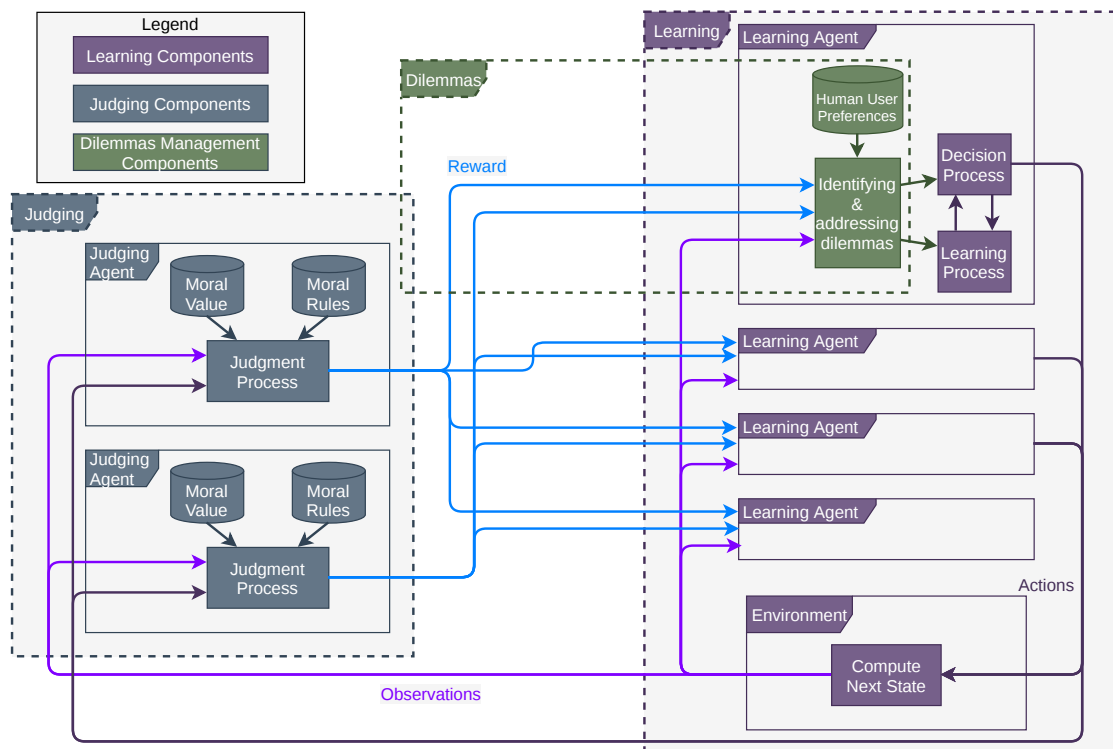 Legend
Learning Components
Judging Components
Dilemmas Management
Components
Judging
Judging
Agent
Moral
Value
Moral
Rules
Judgment
Process
Judging
Agent
Moral
Value
Moral
Rules
Judgment
Process
Dilemmas
Reward
Observations
Learning
Learning Agent
Human User
Preferences
Identifying
&
addressing
dilemmas
Decision
Process
Learning
Process
Learning Agent
Learning Agent
Learning Agent
Actions
Environment
Compute
Next State